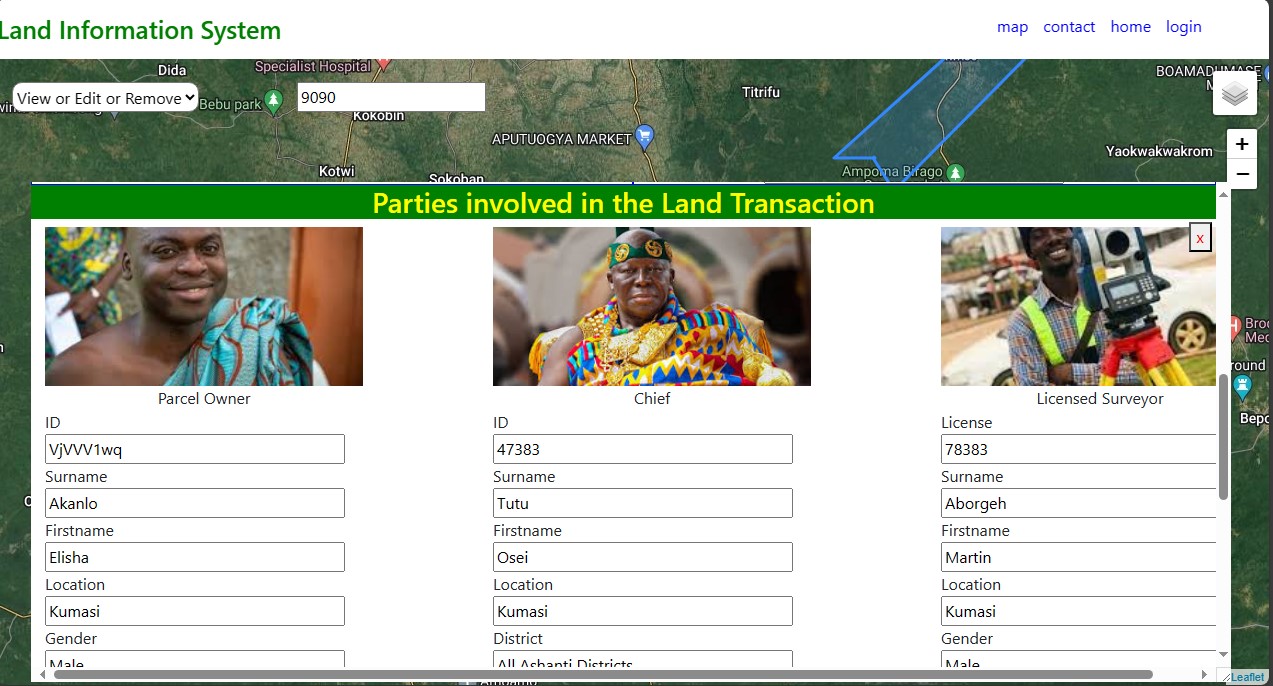 Land Information System
map contact home login
Dida
Specialist Hospital
BOAMADUMASE
View or Edit or Remove
Bebu park
9090
Titrifu
Kokobin
APUTUOGYA MARKET
Yaokwakwakrom
Kotwi
Sokoban
Ampoma Birago
+
−
Parties involved in the Land Transaction
x
Parcel Owner
Chief
Licensed Surveyor
ID
ID
License
VjVVV1wq
47383
78383
Surname
Surname
Surname
Akanlo
Tutu
Aborgeh
Firstname
Firstname
Firstname
Elisha
Osei
Martin
Location
Location
Location
Kumasi
Kumasi
Kumasi
Gender
District
Gender
Male
All Ashanti Districts
Male
Leaflet